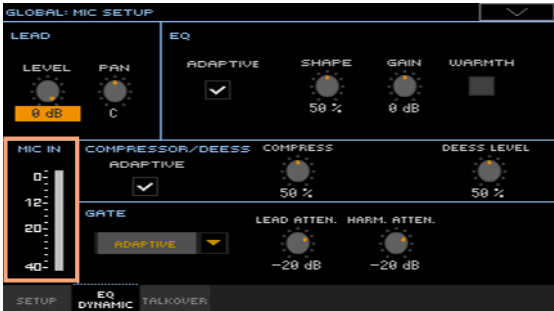 GLOBAL: MIC SETUP
LEAD
EQ
LEVEL PAN
ADAPTIVE SHAPE GAIN WARMTH
0 dB C
50 % 0 dB
MIC IN
COMPRESSOR/DEESS COMPRESS DEESS LEVEL
ADAPTIVE
0
12
20
40
50 % 50 %
GATE
LEAD ATTEN. HARM. ATTEN.
ADAPTIVE
-20 dB -20 dB
SETUP EQ DYNAMIC TALKOVER